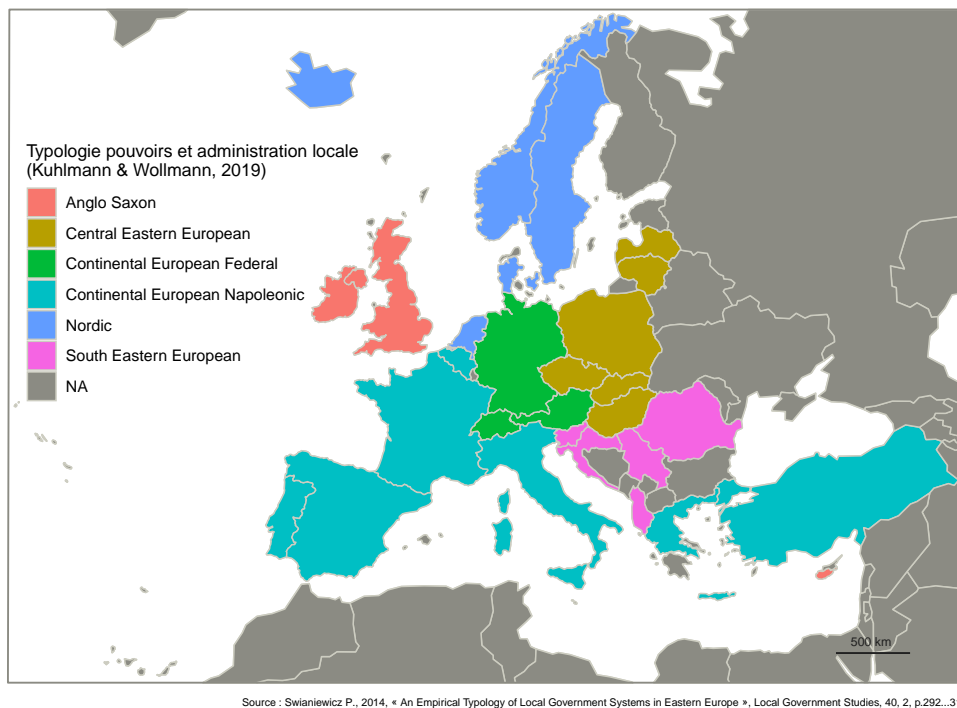 Typologie pouvoirs et administration locale
(Kuhlmann & Wollmann, 2019)
Anglo Saxon
Central Eastern European
Continental European Federal
Continental European Napoleonic
Nordic
South Eastern European
NA
500 km
Source : Swianiewicz P., 2014, « An Empirical Typology of Local Government Systems in Eastern Europe », Local Government Studies, 40, 2, p.292...3